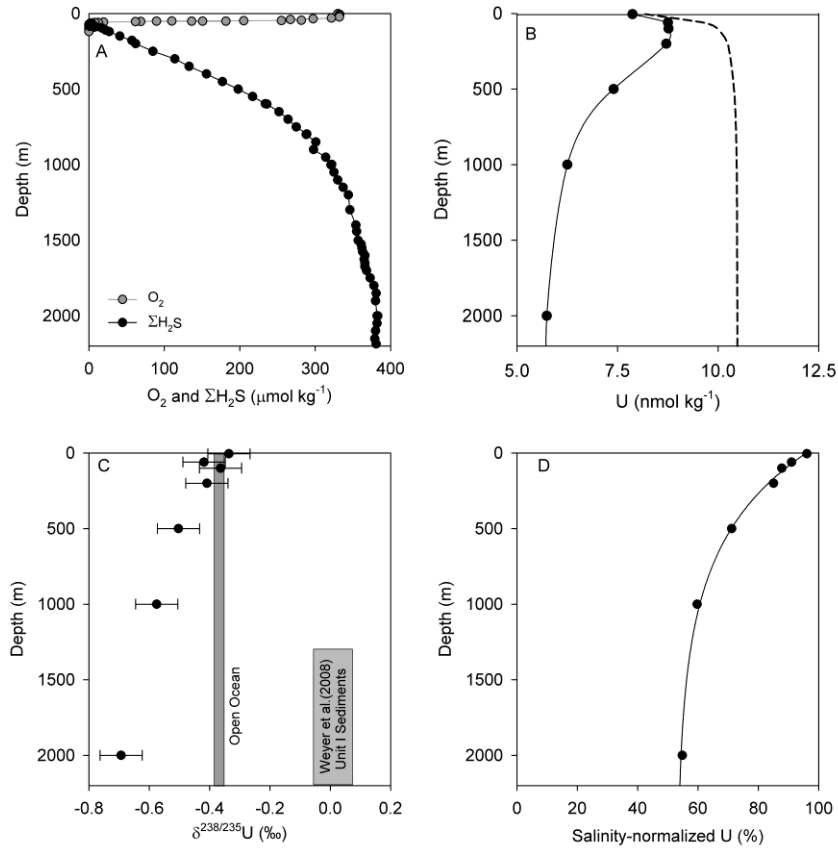 A
0
500
1000
1500
2000
Depth (m)
O₂
ΣH₂S
0 100 200 300 400
O₂ and ΣH₂S (μmol kg⁻¹)
B
0
500
1000
1500
2000
Depth (m)
5.0 7.5 10.0 12.5
U (nmol kg⁻¹)
C
0
500
1000
1500
2000
Depth (m)
Open Ocean
Weyer et al.(2008)
Unit I Sediments
-0.8 -0.6 -0.4 -0.2 0.0 0.2
δ²³⁸/²³⁵U (‰)
D
0
500
1000
1500
2000
Depth (m)
0 20 40 60 80 100
Salinity-normalized U (%)